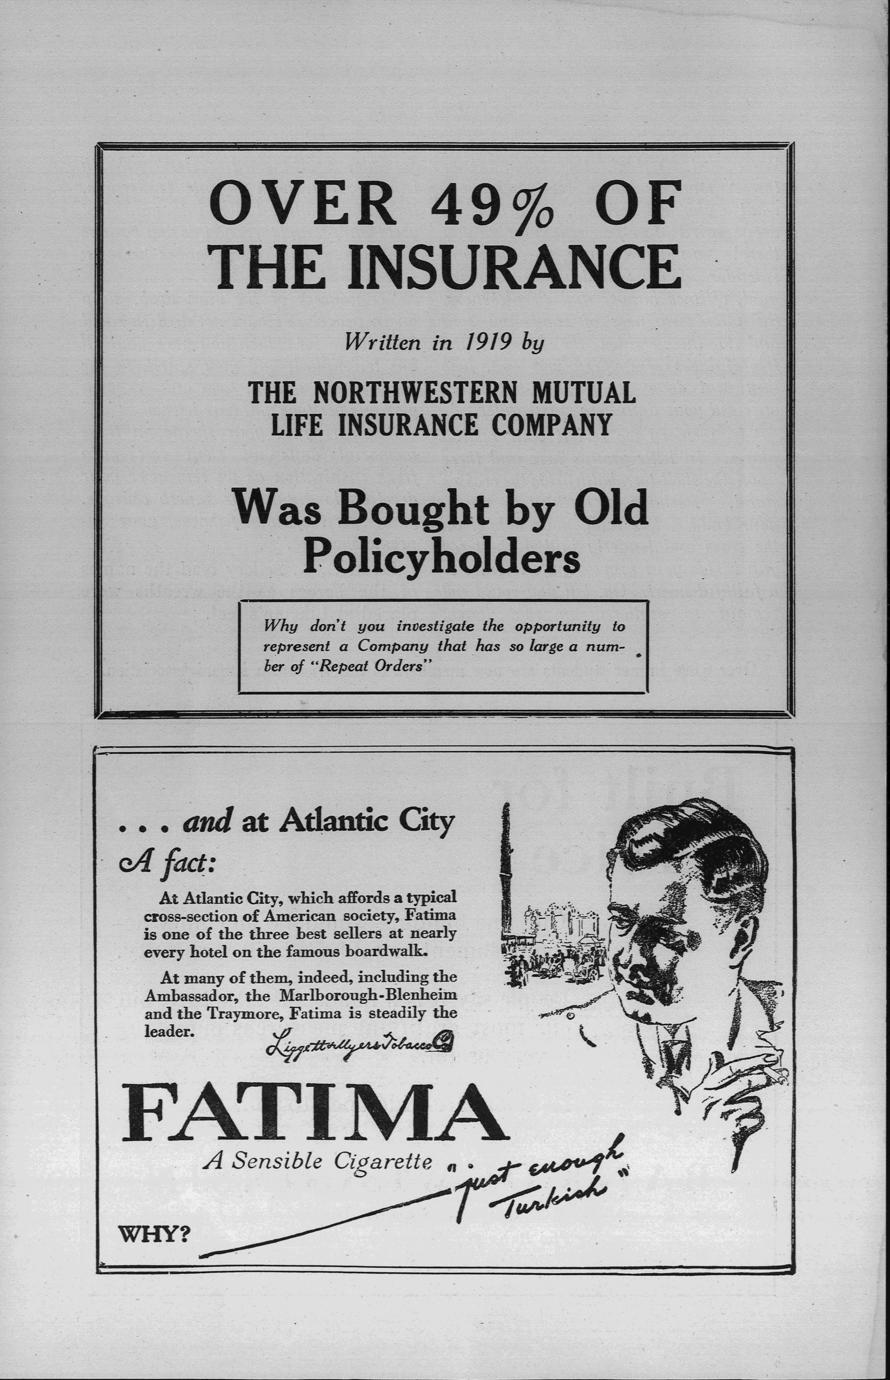 OVER 49% OF
THE INSURANCE
Written in 1919 by
THE NORTHWESTERN MUTUAL
LIFE INSURANCE COMPANY
Was Bought by Old
Policyholders
Why don't you investigate the opportunity to
represent a Company that has so large a num-
ber of "Repeat Orders"
. . . and at Atlantic City
A fact:
At Atlantic City, which affords a typical
cross-section of American society, Fatima
is one of the three best sellers at nearly
every hotel on the famous boardwalk.
At many of them, indeed, including the
Ambassador, the Marlborough-Blenheim
and the Traymore, Fatima is steadily the
leader.
Liggett & Myers Tobacco Co.
FATIMA
A Sensible Cigarette
"just enough
Turkish"
WHY?